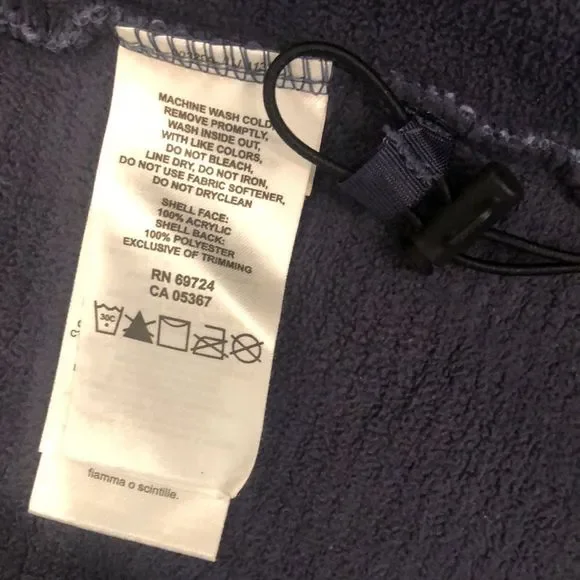 MACHINE WASH COLD,
REMOVE PROMPTLY,
WASH INSIDE OUT,
WITH LIKE COLORS,
DO NOT BLEACH,
LINE DRY, DO NOT IRON,
DO NOT USE FABRIC SOFTENER,
DO NOT DRYCLEAN
SHELL FACE:
100% ACRYLIC
SHELL BACK:
100% POLYESTER
EXCLUSIVE OF TRIMMING
RN 69724
CA 05367
30C
fiamma o scintille.